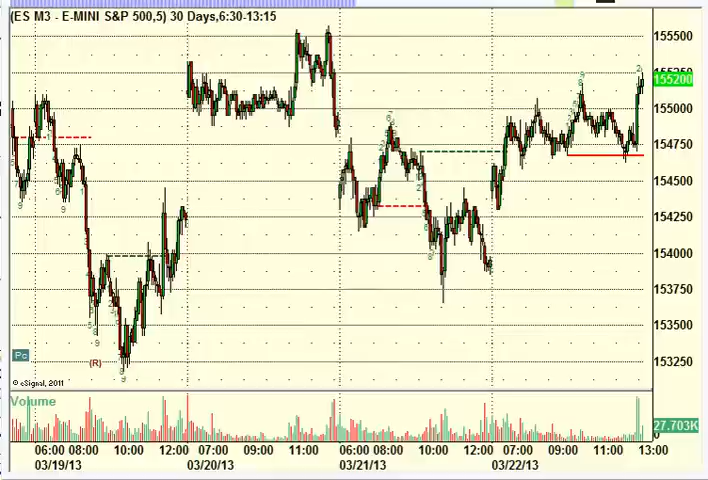 (ES M3 - E-MINI S&P 500,5) 30 Days,6:30-13:15
155500
155250
155200
155000
154750
154500
154250
154000
153750
153500
153250
Pc
(R)
© eSignal, 2011
Volume
27.703K
0
06:00 08:00 10:00 12:00 07:00 09:00 11:00 06:00 08:00 10:00 12:00 07:00 09:00 11:00 13:00
03/19/13 03/20/13 03/21/13 03/22/13